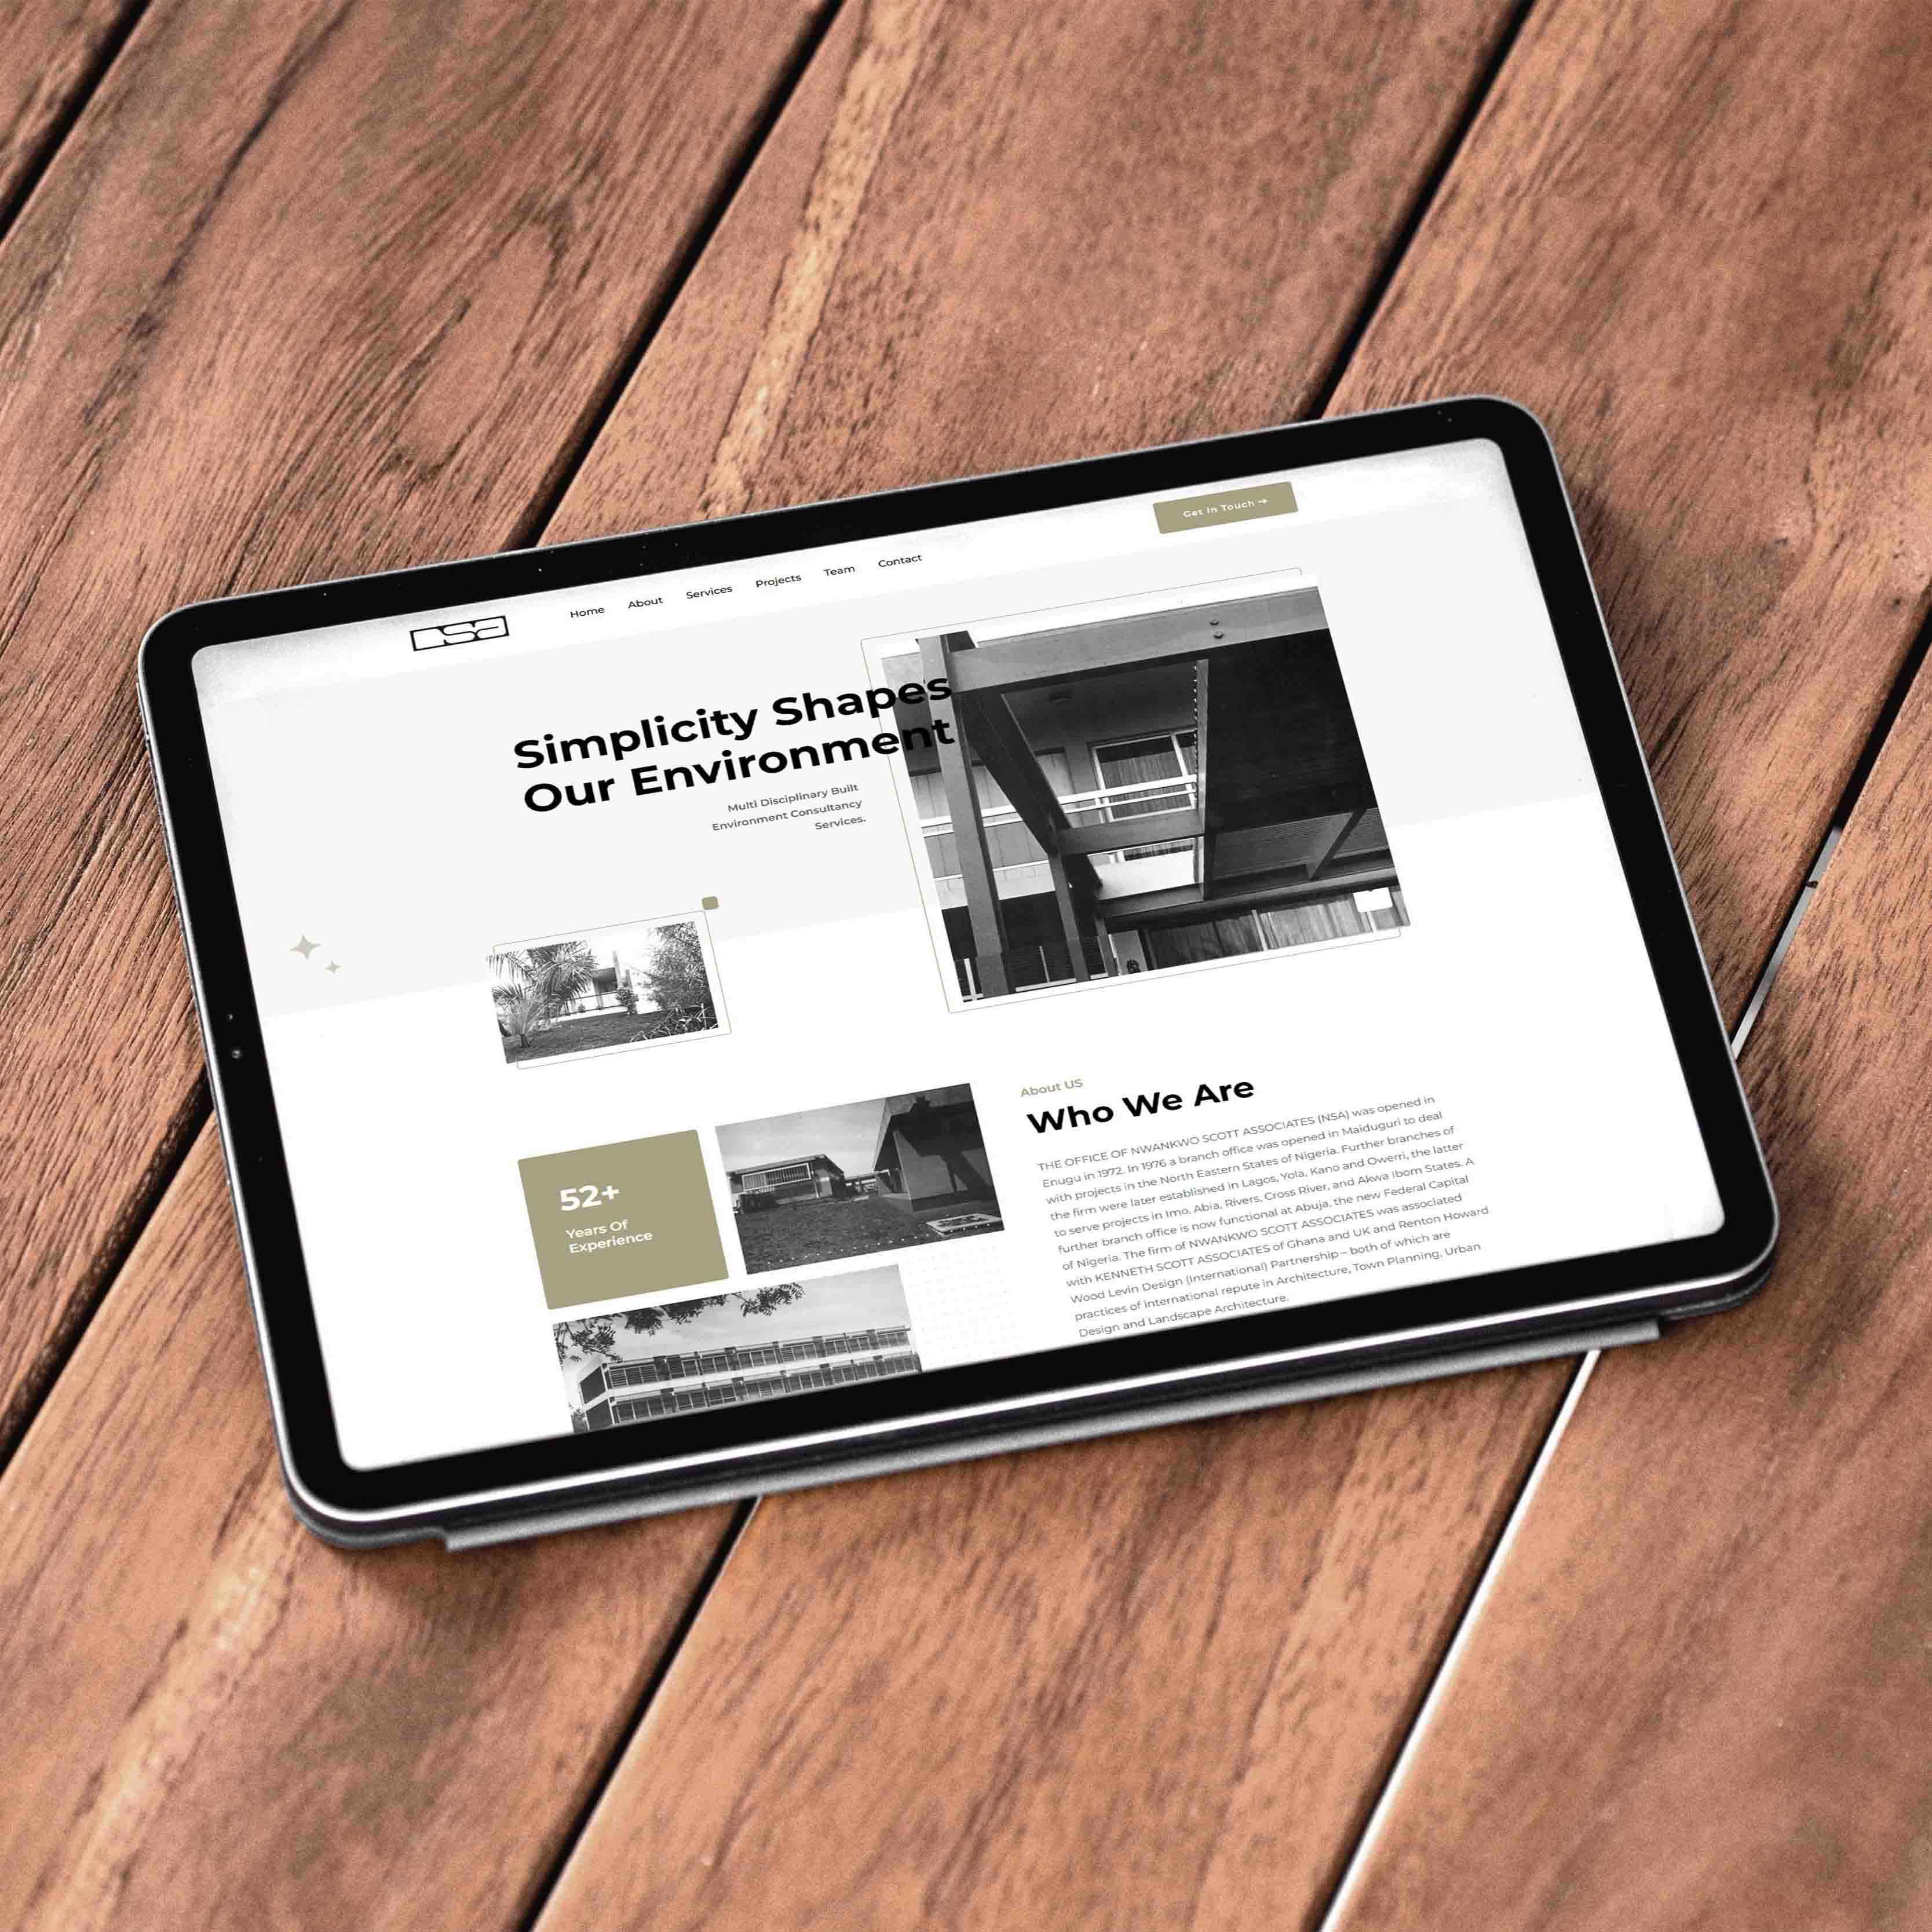 nsa
Home About Services Projects Team Contact
Get In Touch →
Simplicity Shapes
Our Environment
Multi Disciplinary Built
Environment Consultancy
Services.
52+
Years Of
Experience
About US
Who We Are
THE OFFICE OF NWANKWO SCOTT ASSOCIATES (NSA) was opened in
Enugu in 1972. In 1976 a branch office was opened in Maiduguri to deal
with projects in the North Eastern States of Nigeria. Further branches of
the firm were later established in Lagos, Yola, Kano and Owerri, the latter
to serve projects in Imo, Abia, Rivers, Cross River, and Akwa Ibom States. A
further branch office is now functional at Abuja, the new Federal Capital
of Nigeria. The firm of NWANKWO SCOTT ASSOCIATES was associated
with KENNETH SCOTT ASSOCIATES of Ghana and UK and Renton Howard
Wood Levin Design (International) Partnership – both of which are
practices of international repute in Architecture, Town Planning, Urban
Design and Landscape Architecture.